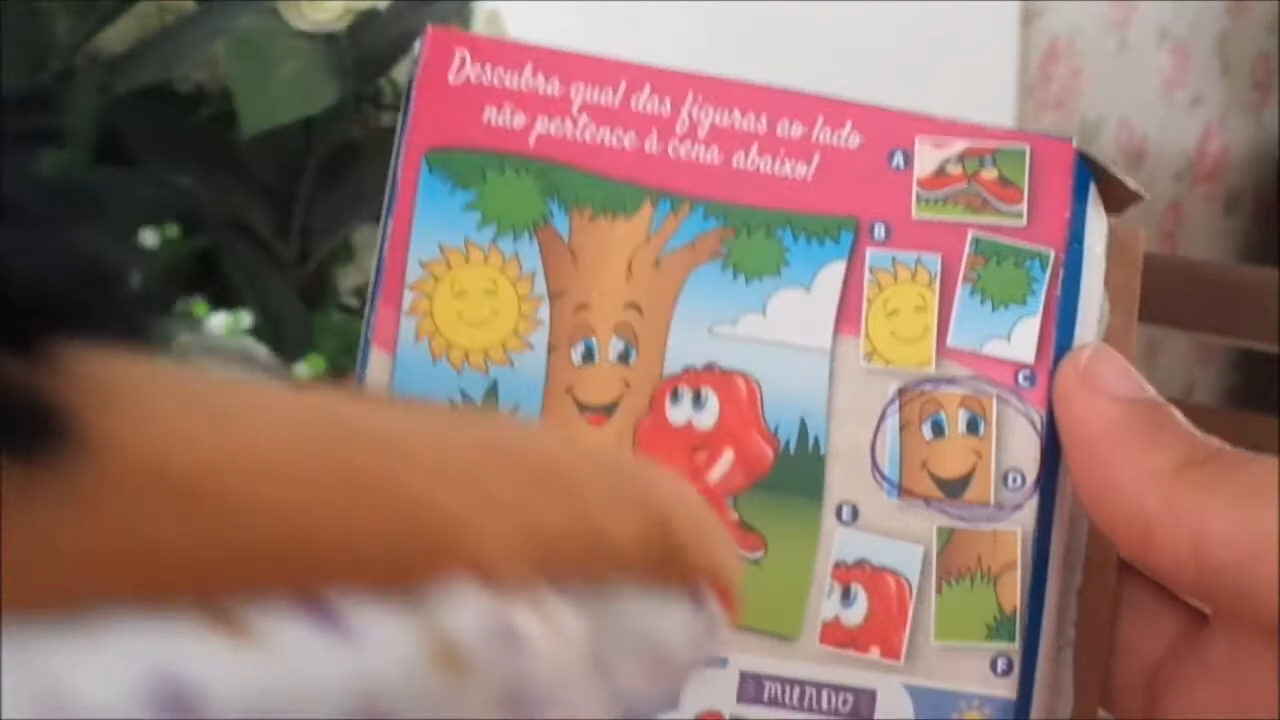 Descubra qual das figuras ao lado
não pertence à cena abaixo!
A
B
C
D
E
F
MUNDO